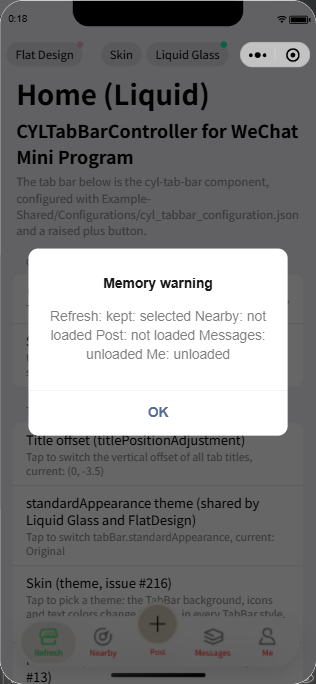 0:18
Flat Design
Skin
Liquid Glass
Home (Liquid)
CYLTabBarController for WeChat
Mini Program
The tab bar below is the cyl-tab-bar component,
configured with Example-
Shared/Configurations/cyl_tabbar_configuration.json
and a raised plus button.
Memory warning
Refresh: kept: selected Nearby: not
loaded Post: not loaded Messages:
unloaded Me: unloaded
OK
Title offset (titlePositionAdjustment)
Tap to switch the vertical offset of all tab titles,
current: (0, -3.5)
standardAppearance theme (shared by
Liquid Glass and FlatDesign)
Tap to switch tabBar.standardAppearance, current:
Original
Skin (theme, issue #216)
Tap to pick a theme: the TabBar background, icons
and text colors change in every TabBar style,
Refresh
Nearby
Post
Messages
Me
#13)